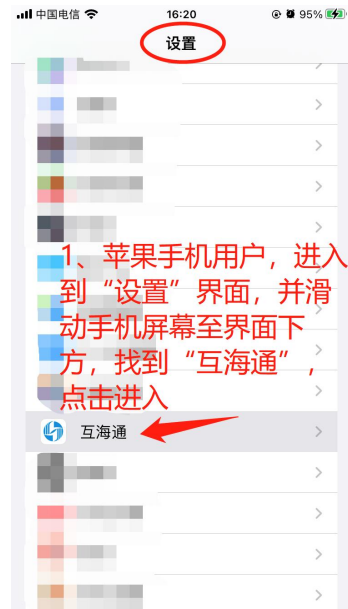 中国电信 16:20 95%
设置
1、苹果手机用户，进入
到“设置”界面，并滑
动手机屏幕至界面下
方，找到“互海通”，
点击进入
互海通